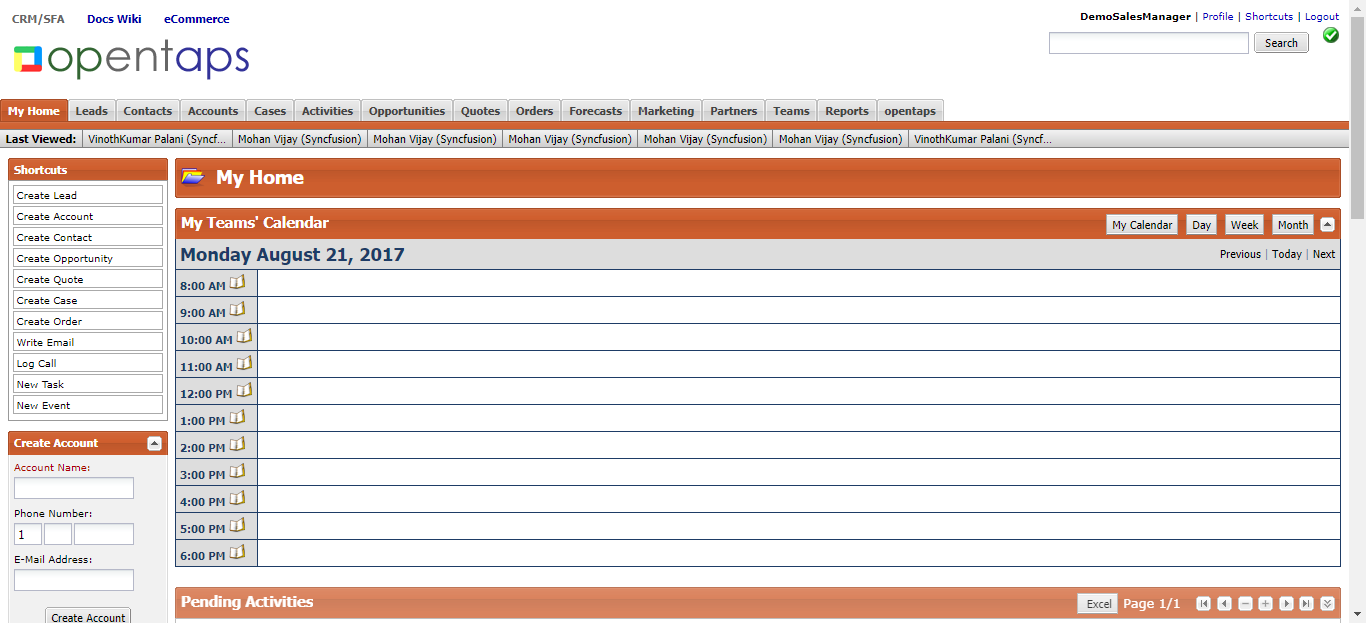 CRM/SFA Docs Wiki eCommerce
DemoSalesManager | Profile | Shortcuts | Logout
opentaps
Search
My Home Leads Contacts Accounts Cases Activities Opportunities Quotes Orders Forecasts Marketing Partners Teams Reports opentaps
Last Viewed: VinothKumar Palani (Syncf... Mohan Vijay (Syncfusion) Mohan Vijay (Syncfusion) Mohan Vijay (Syncfusion) Mohan Vijay (Syncfusion) Mohan Vijay (Syncfusion) VinothKumar Palani (Syncf...
Shortcuts
Create Lead
Create Account
Create Contact
Create Opportunity
Create Quote
Create Case
Create Order
Write Email
Log Call
New Task
New Event
Create Account
Account Name:
Phone Number:
1
E-Mail Address:
Create Account
My Home
My Teams' Calendar
My Calendar Day Week Month
Monday August 21, 2017
Previous | Today | Next
8:00 AM
9:00 AM
10:00 AM
11:00 AM
12:00 PM
1:00 PM
2:00 PM
3:00 PM
4:00 PM
5:00 PM
6:00 PM
Pending Activities
Excel Page 1/1